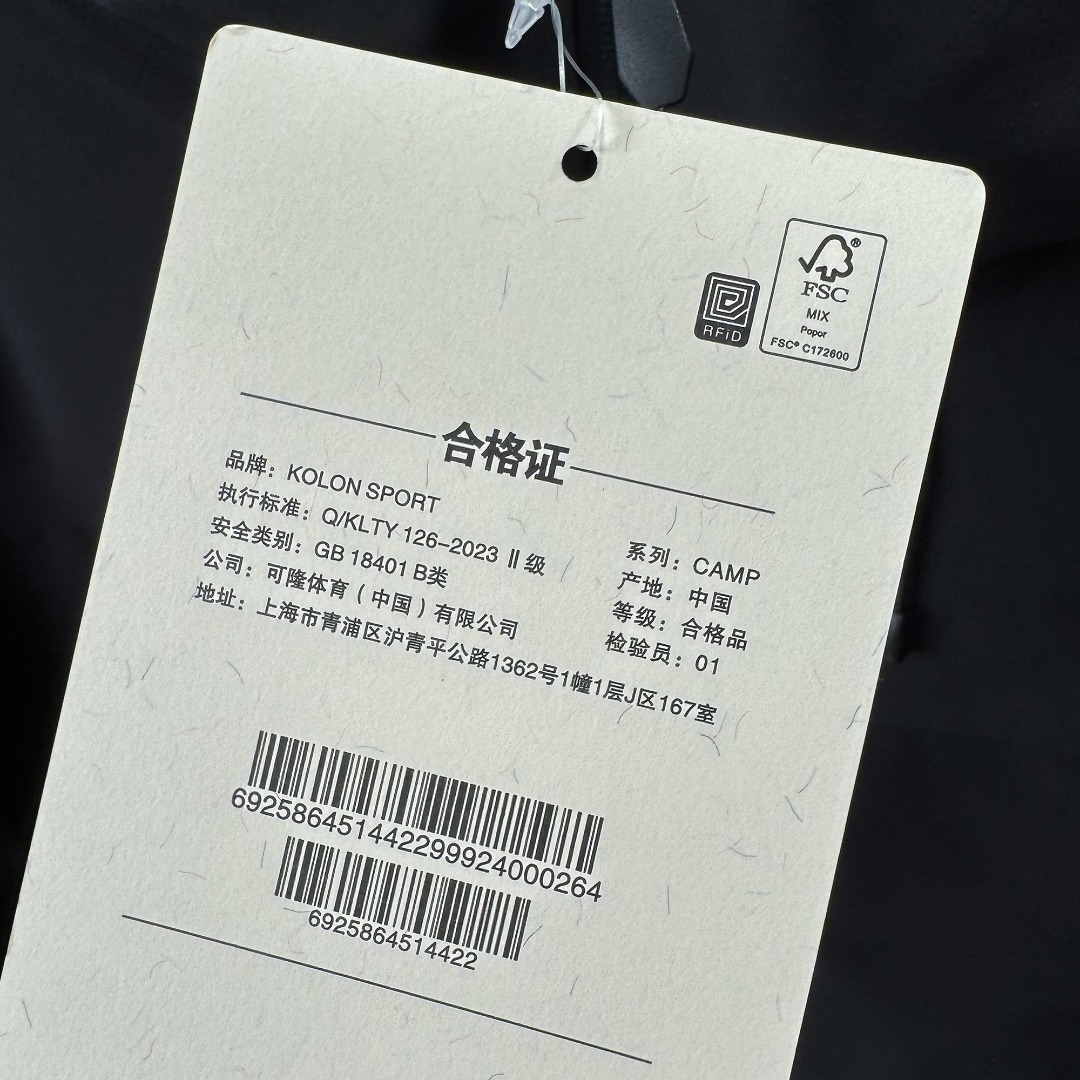 FSC®
MIX
Popor
FSC® C172600
RFiD
合格证
品牌：KOLON SPORT
执行标准：Q/KLTY 126-2023 Ⅱ级
安全类别：GB 18401 B类
公司：可隆体育（中国）有限公司
地址：上海市青浦区沪青平公路1362号1幢1层J区167室
系列：CAMP
产地：中国
等级：合格品
检验员：01
692586451442299924000264
6925864514422